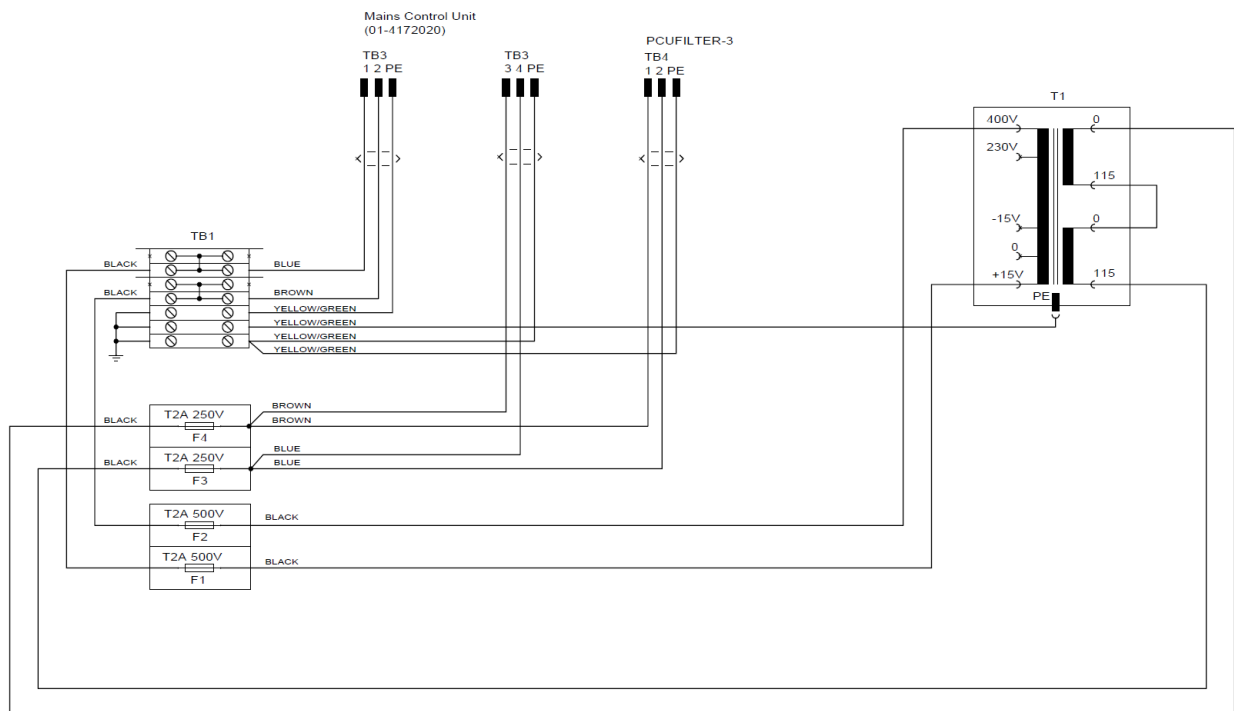 Mains Control Unit
(01-4172020)
PCUFILTER-3
TB3
TB3
TB4
1 2 PE
3 4 PE
1 2 PE
T1
400V
0
230V
115
-15V
0
0
+15V
115
PE
TB1
BLACK
BLUE
BLACK
BROWN
YELLOW/GREEN
YELLOW/GREEN
YELLOW/GREEN
YELLOW/GREEN
BROWN
T2A 250V
BLACK
BROWN
F4
BLUE
T2A 250V
BLACK
BLUE
F3
T2A 500V
BLACK
F2
T2A 500V
BLACK
F1